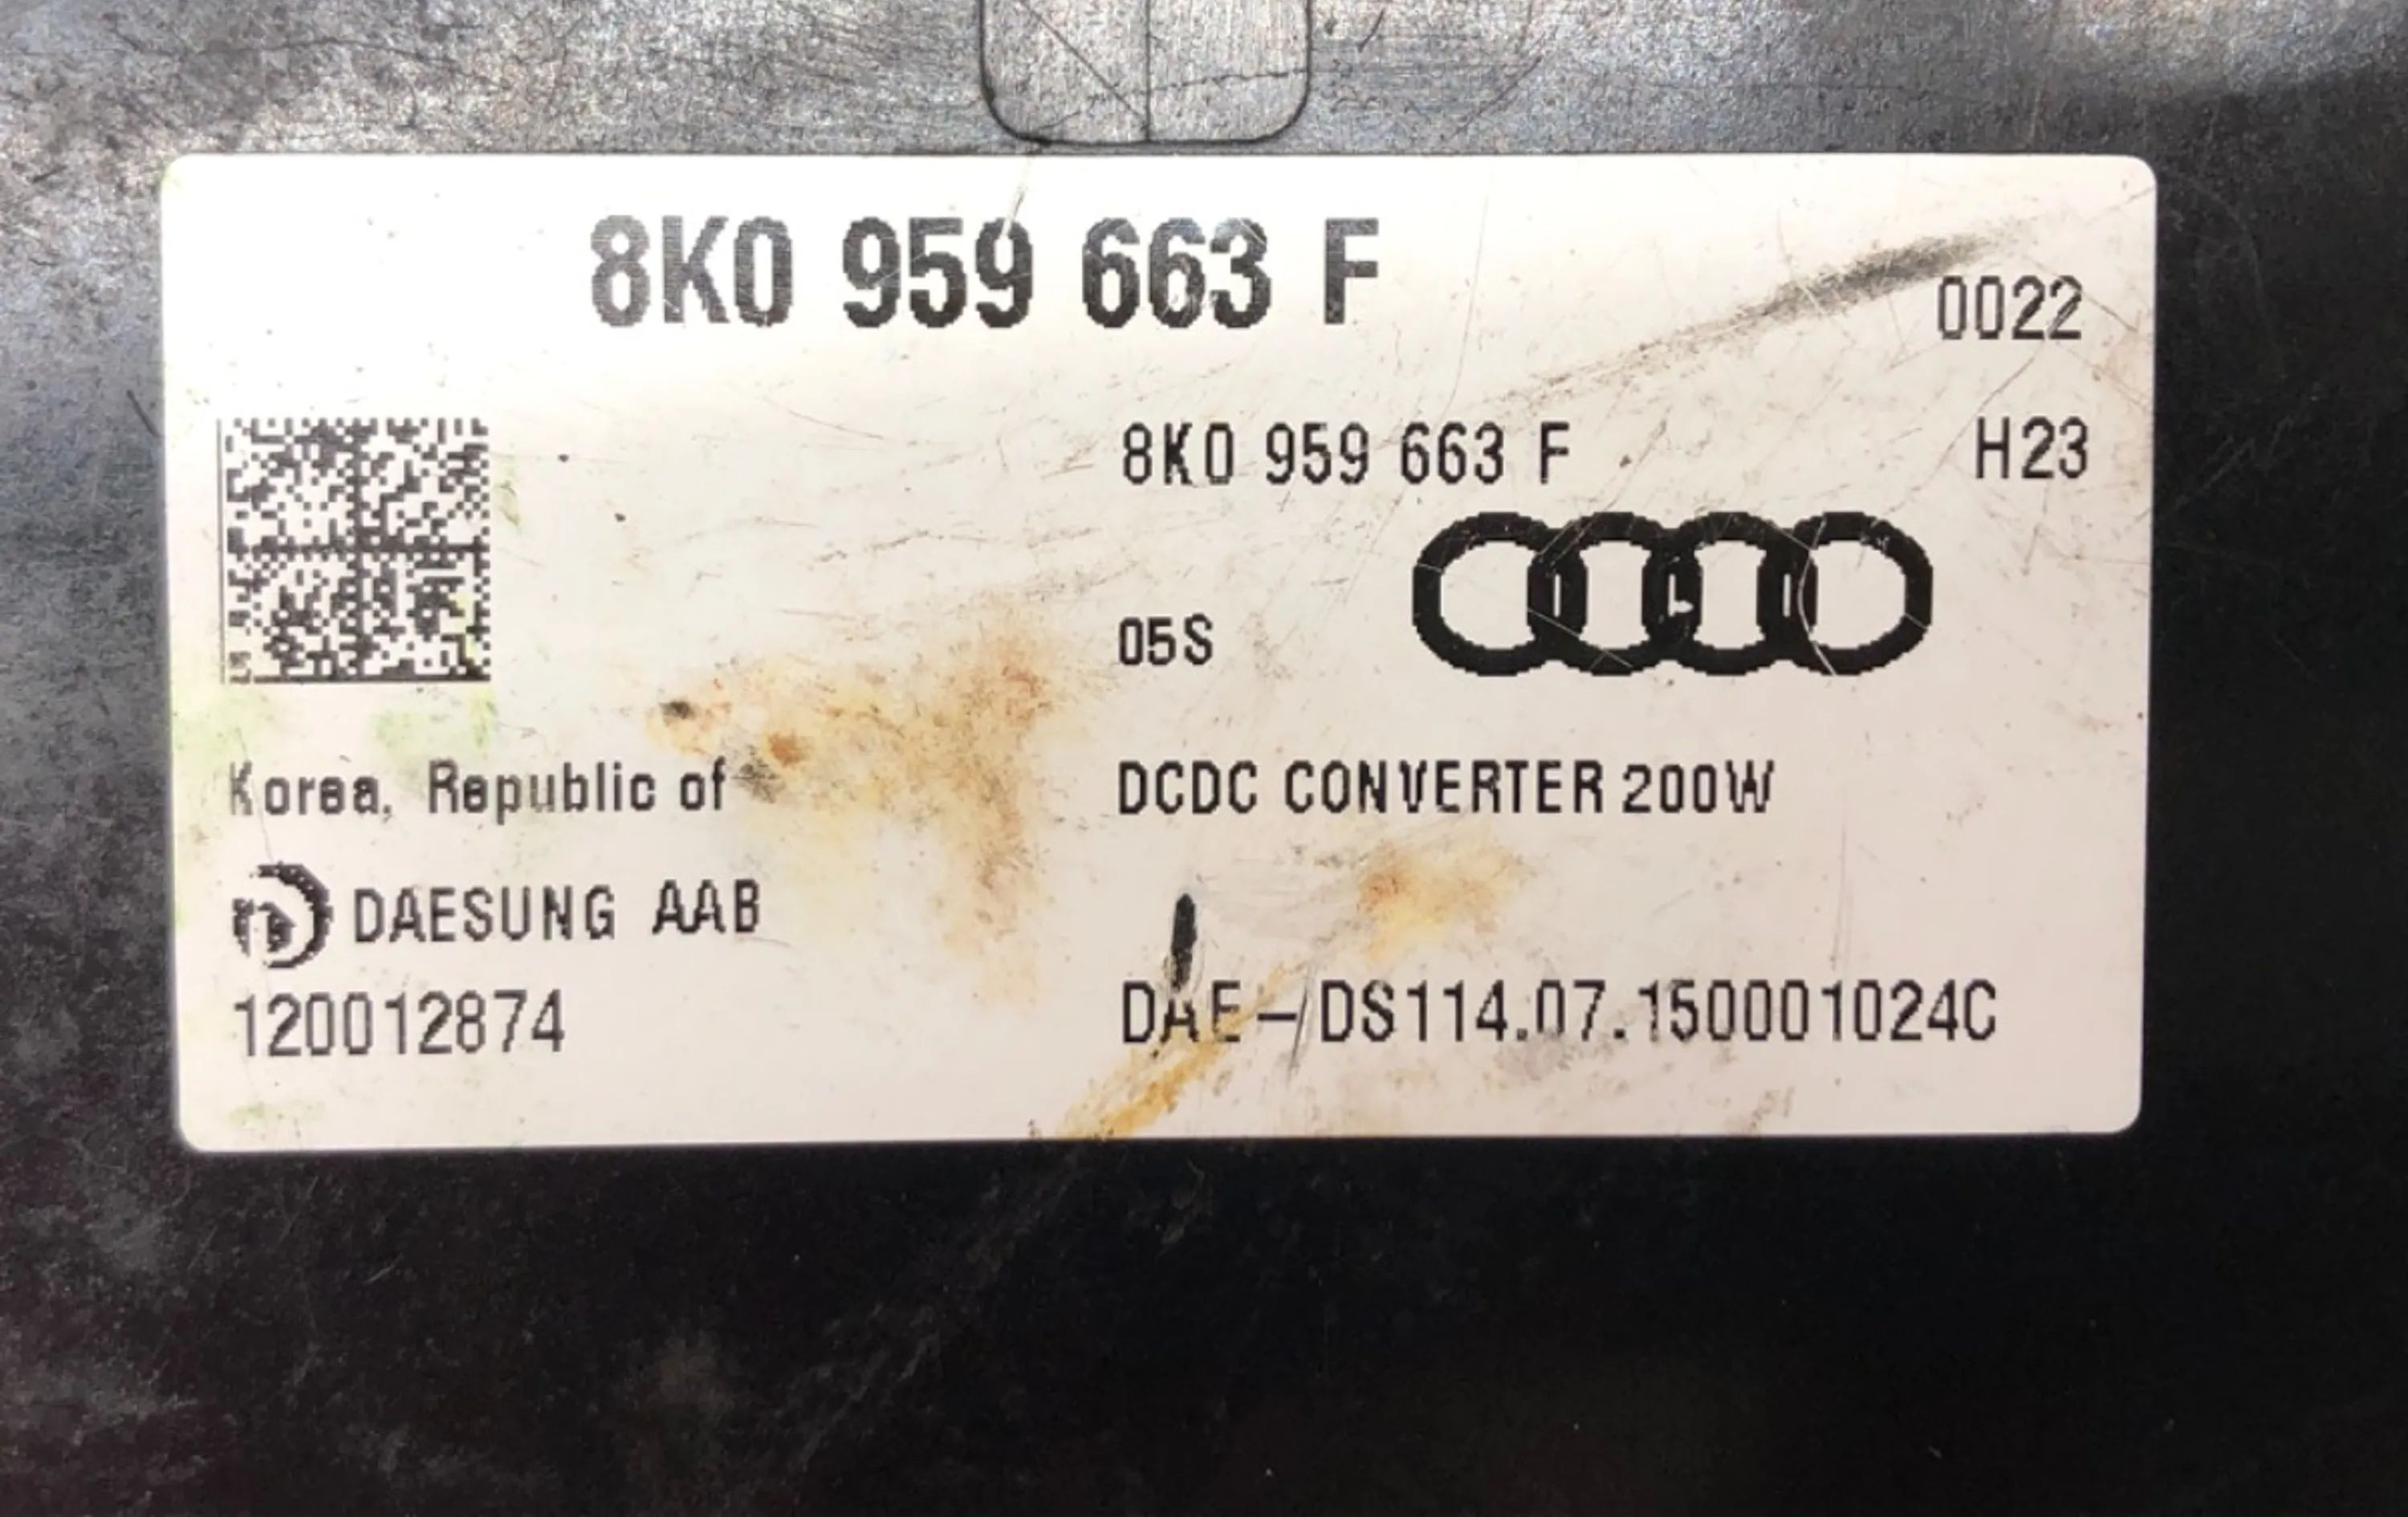 8K0 959 663 F
0022
8K0 959 663 F
H23
05S
Korea, Republic of
DCDC CONVERTER 200W
DAESUNG AAB
120012874
DAE-DS114.07.150001024C